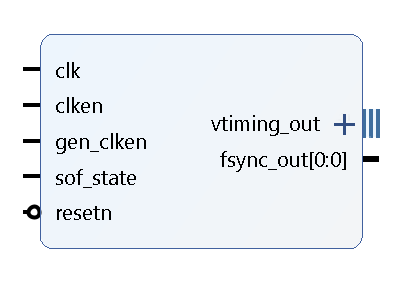 clk
clken
gen_clken
sof_state
resetn
vtiming_out
fsync_out[0:0]